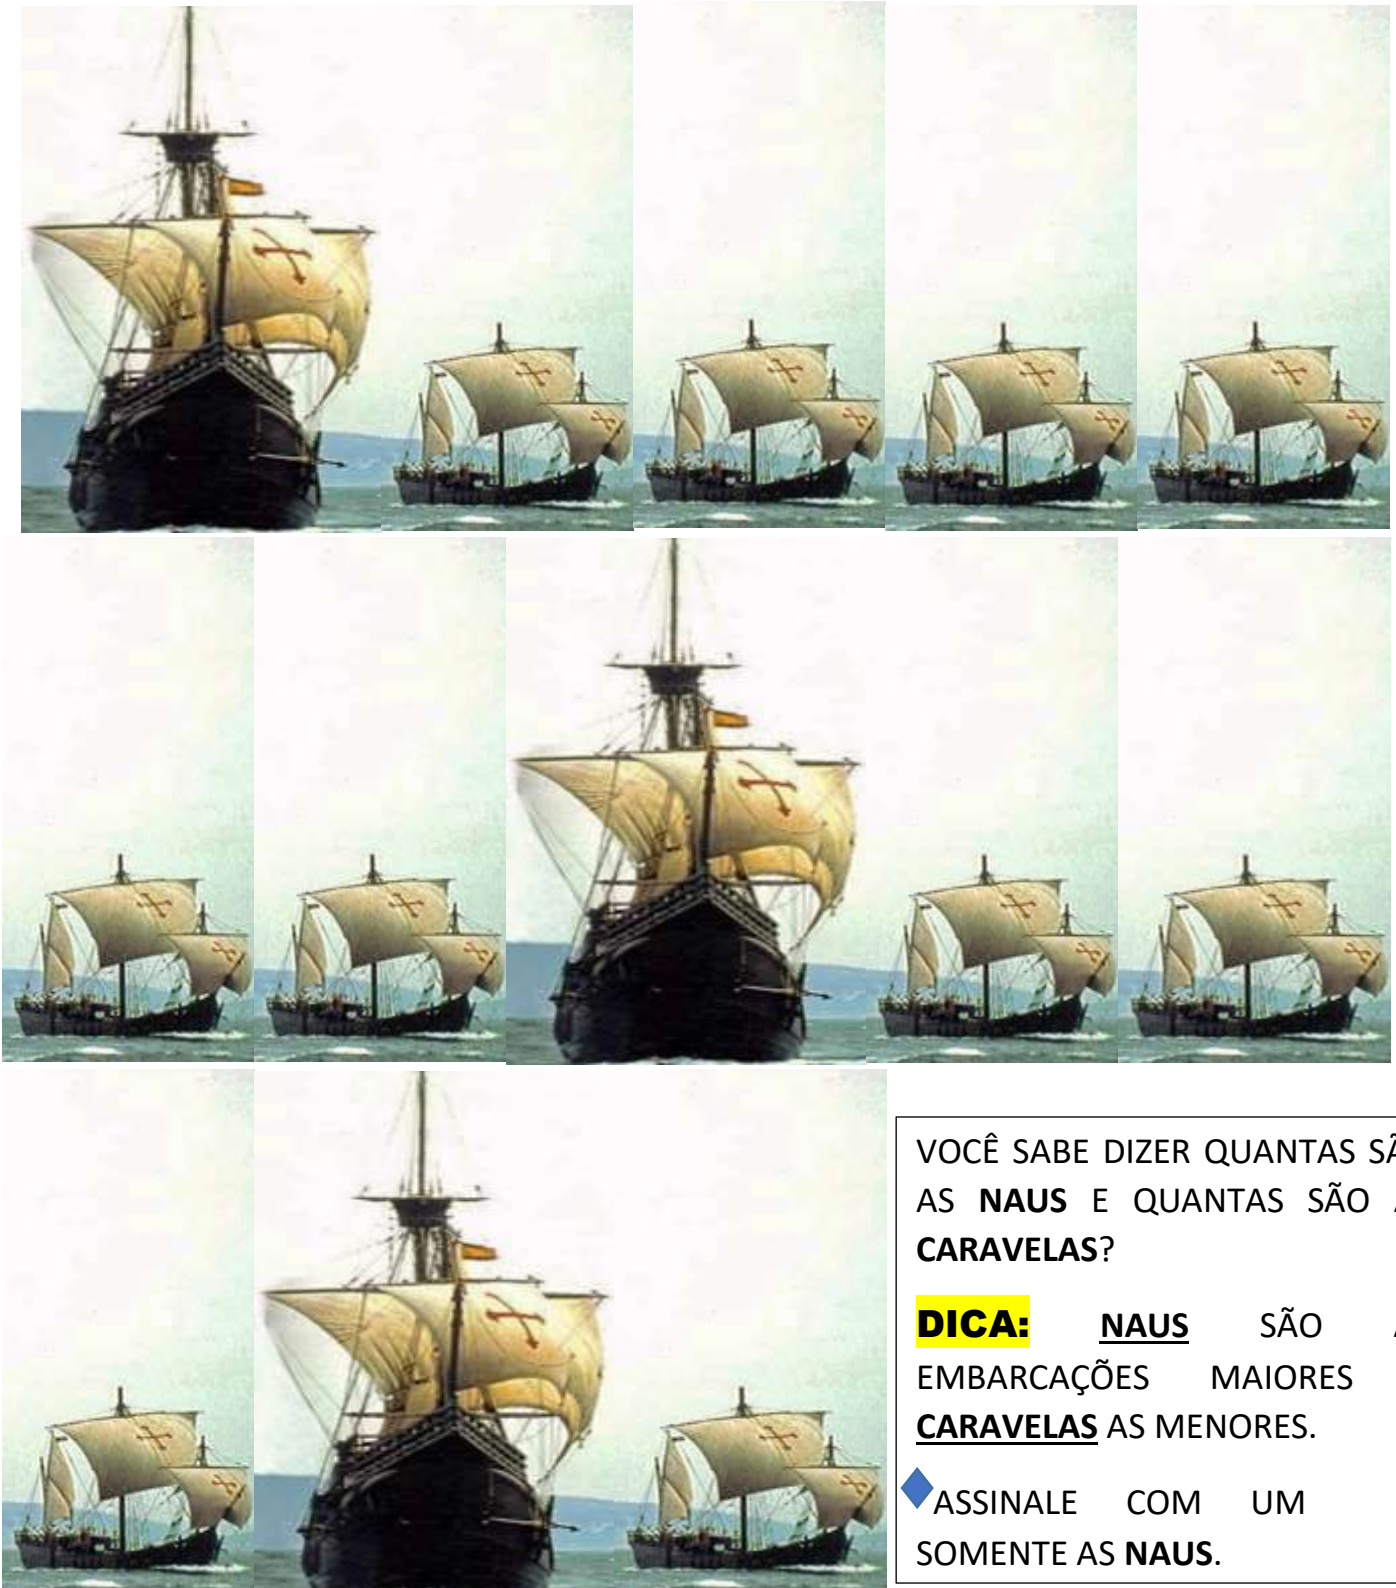 VOCÊ SABE DIZER QUANTAS
AS NAUS E QUANTAS SÃO
CARAVELAS?
DICA: NAUS SÃO
EMBARCAÇÕES MAIORES
CARAVELAS AS MENORES.
ASSINALE COM UM
SOMENTE AS NAUS.